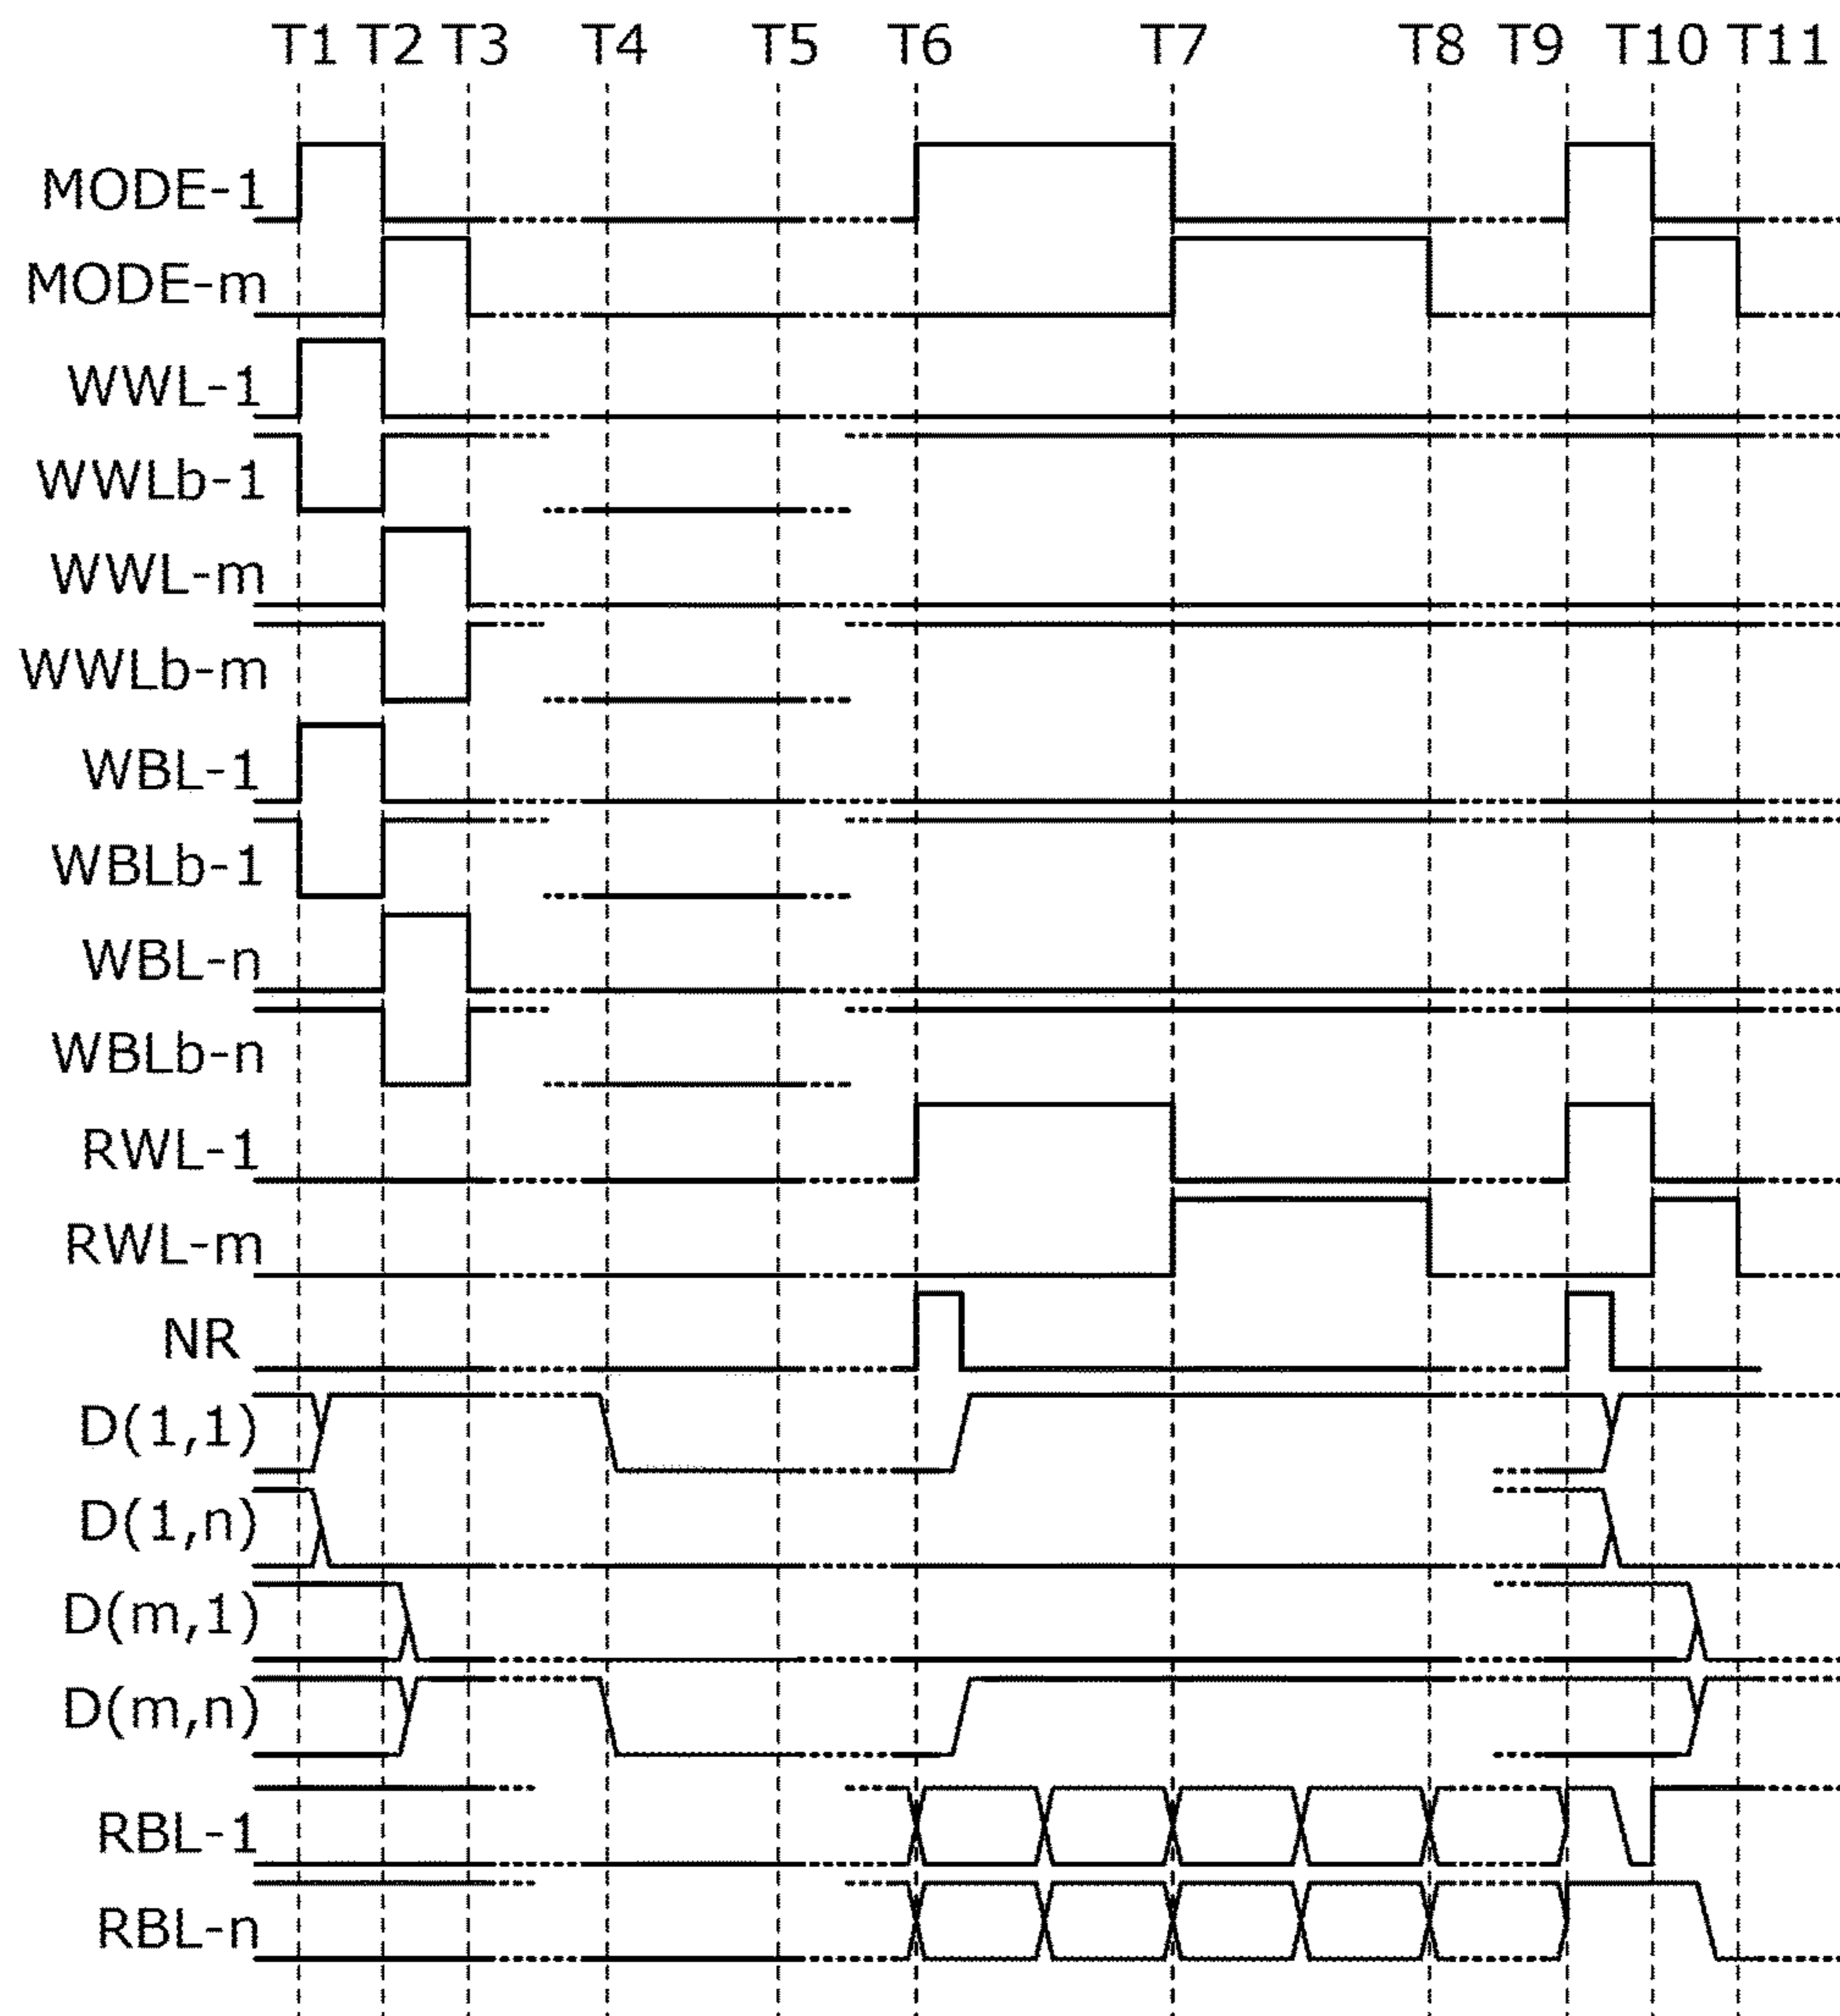 T1 T2 T3 T4 T5 T6 T7 T8 T9 T10 T11
MODE-1
MODE-m
WWL-1
WWLb-1
WWL-m
WWLb-m
WBL-1
WBLb-1
WBL-n
WBLb-n
RWL-1
RWL-m
NR
D(1,1)
D(1,n)
D(m,1)
D(m,n)
RBL-1
RBL-n